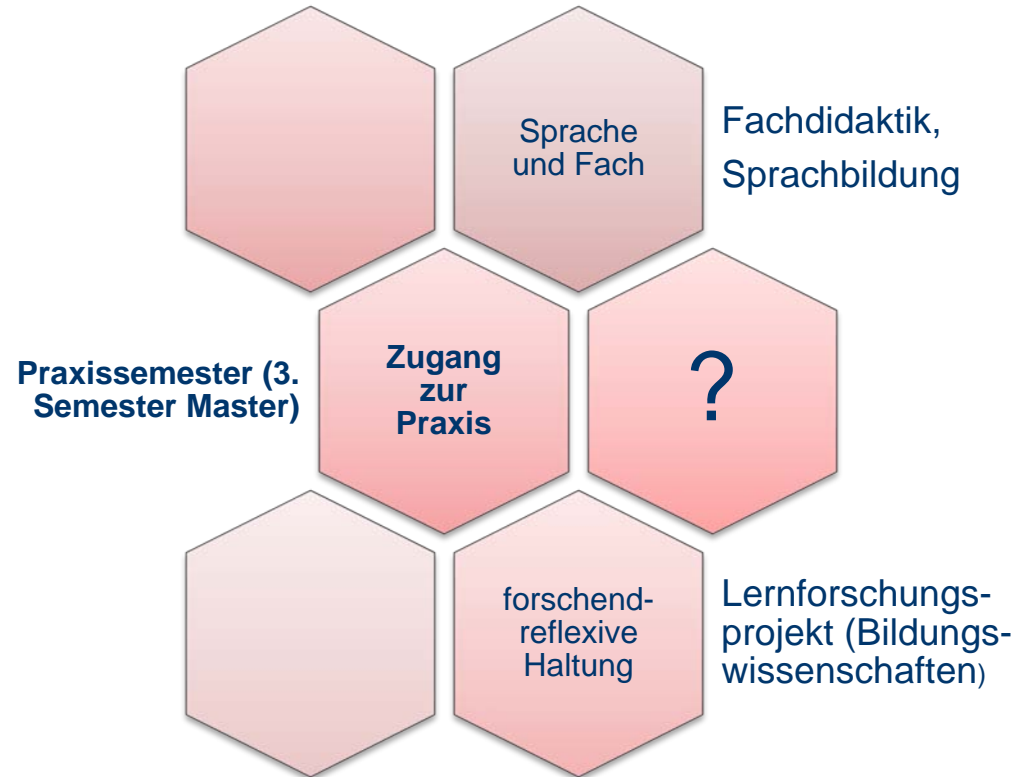 Sprache
und Fach
Fachdidaktik,
Sprachbildung
Praxissemester (3.
Semester Master)
Zugang
zur
Praxis
?
forschend-
reflexive
Haltung
Lernforschungs-
projekt (Bildungs-
wissenschaften)